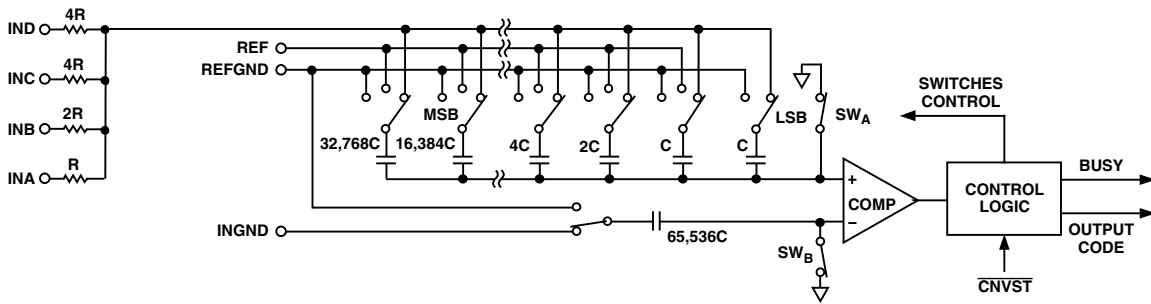 IND
4R
INC
4R
INB
2R
INA
R
REF
REFGND
MSB
32,768C
16,384C
4C
2C
C
C
LSB
SWA
SWITCHES
CONTROL
+
COMP
−
CONTROL
LOGIC
BUSY
OUTPUT
CODE
INGND
65,536C
SWB
CNVST